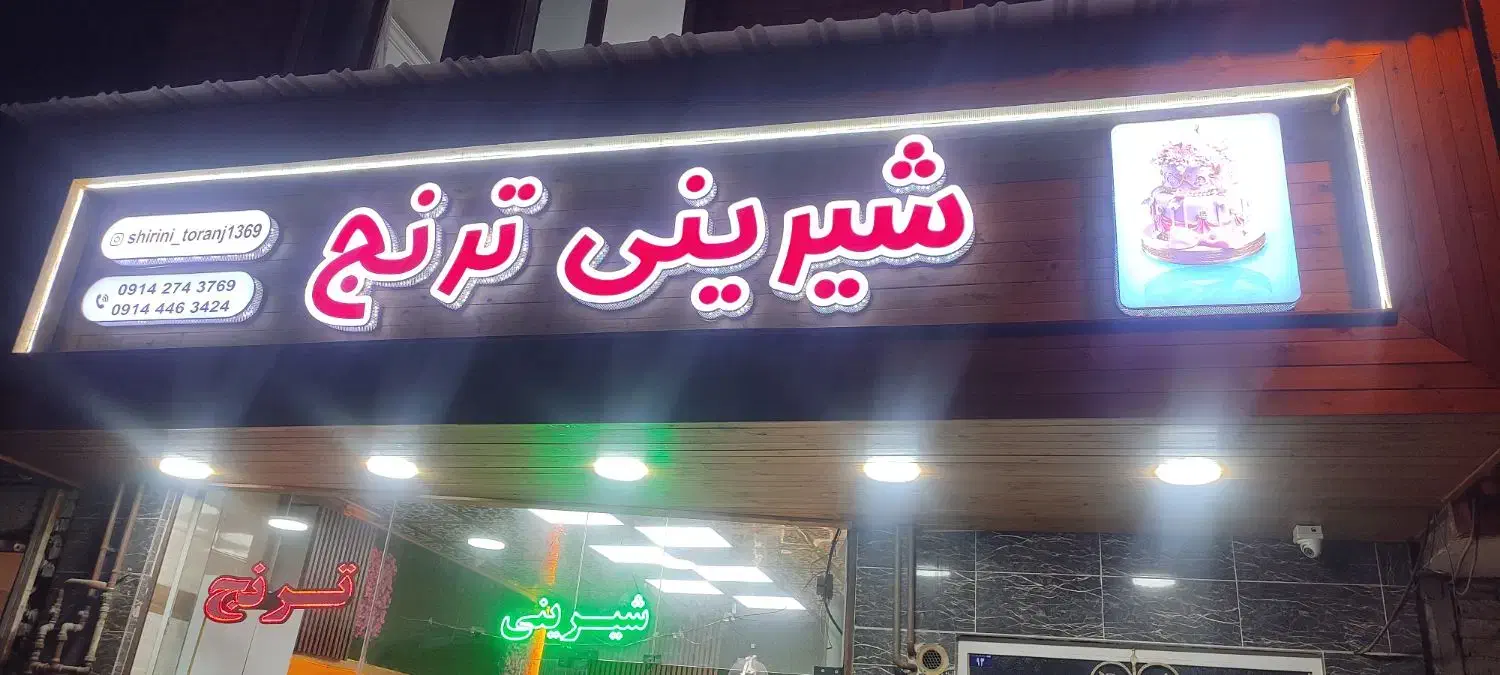 شیرینی ترنج
shirini_toranj1369
0914 274 3769
0914 446 3424
شیرینی
ترنج